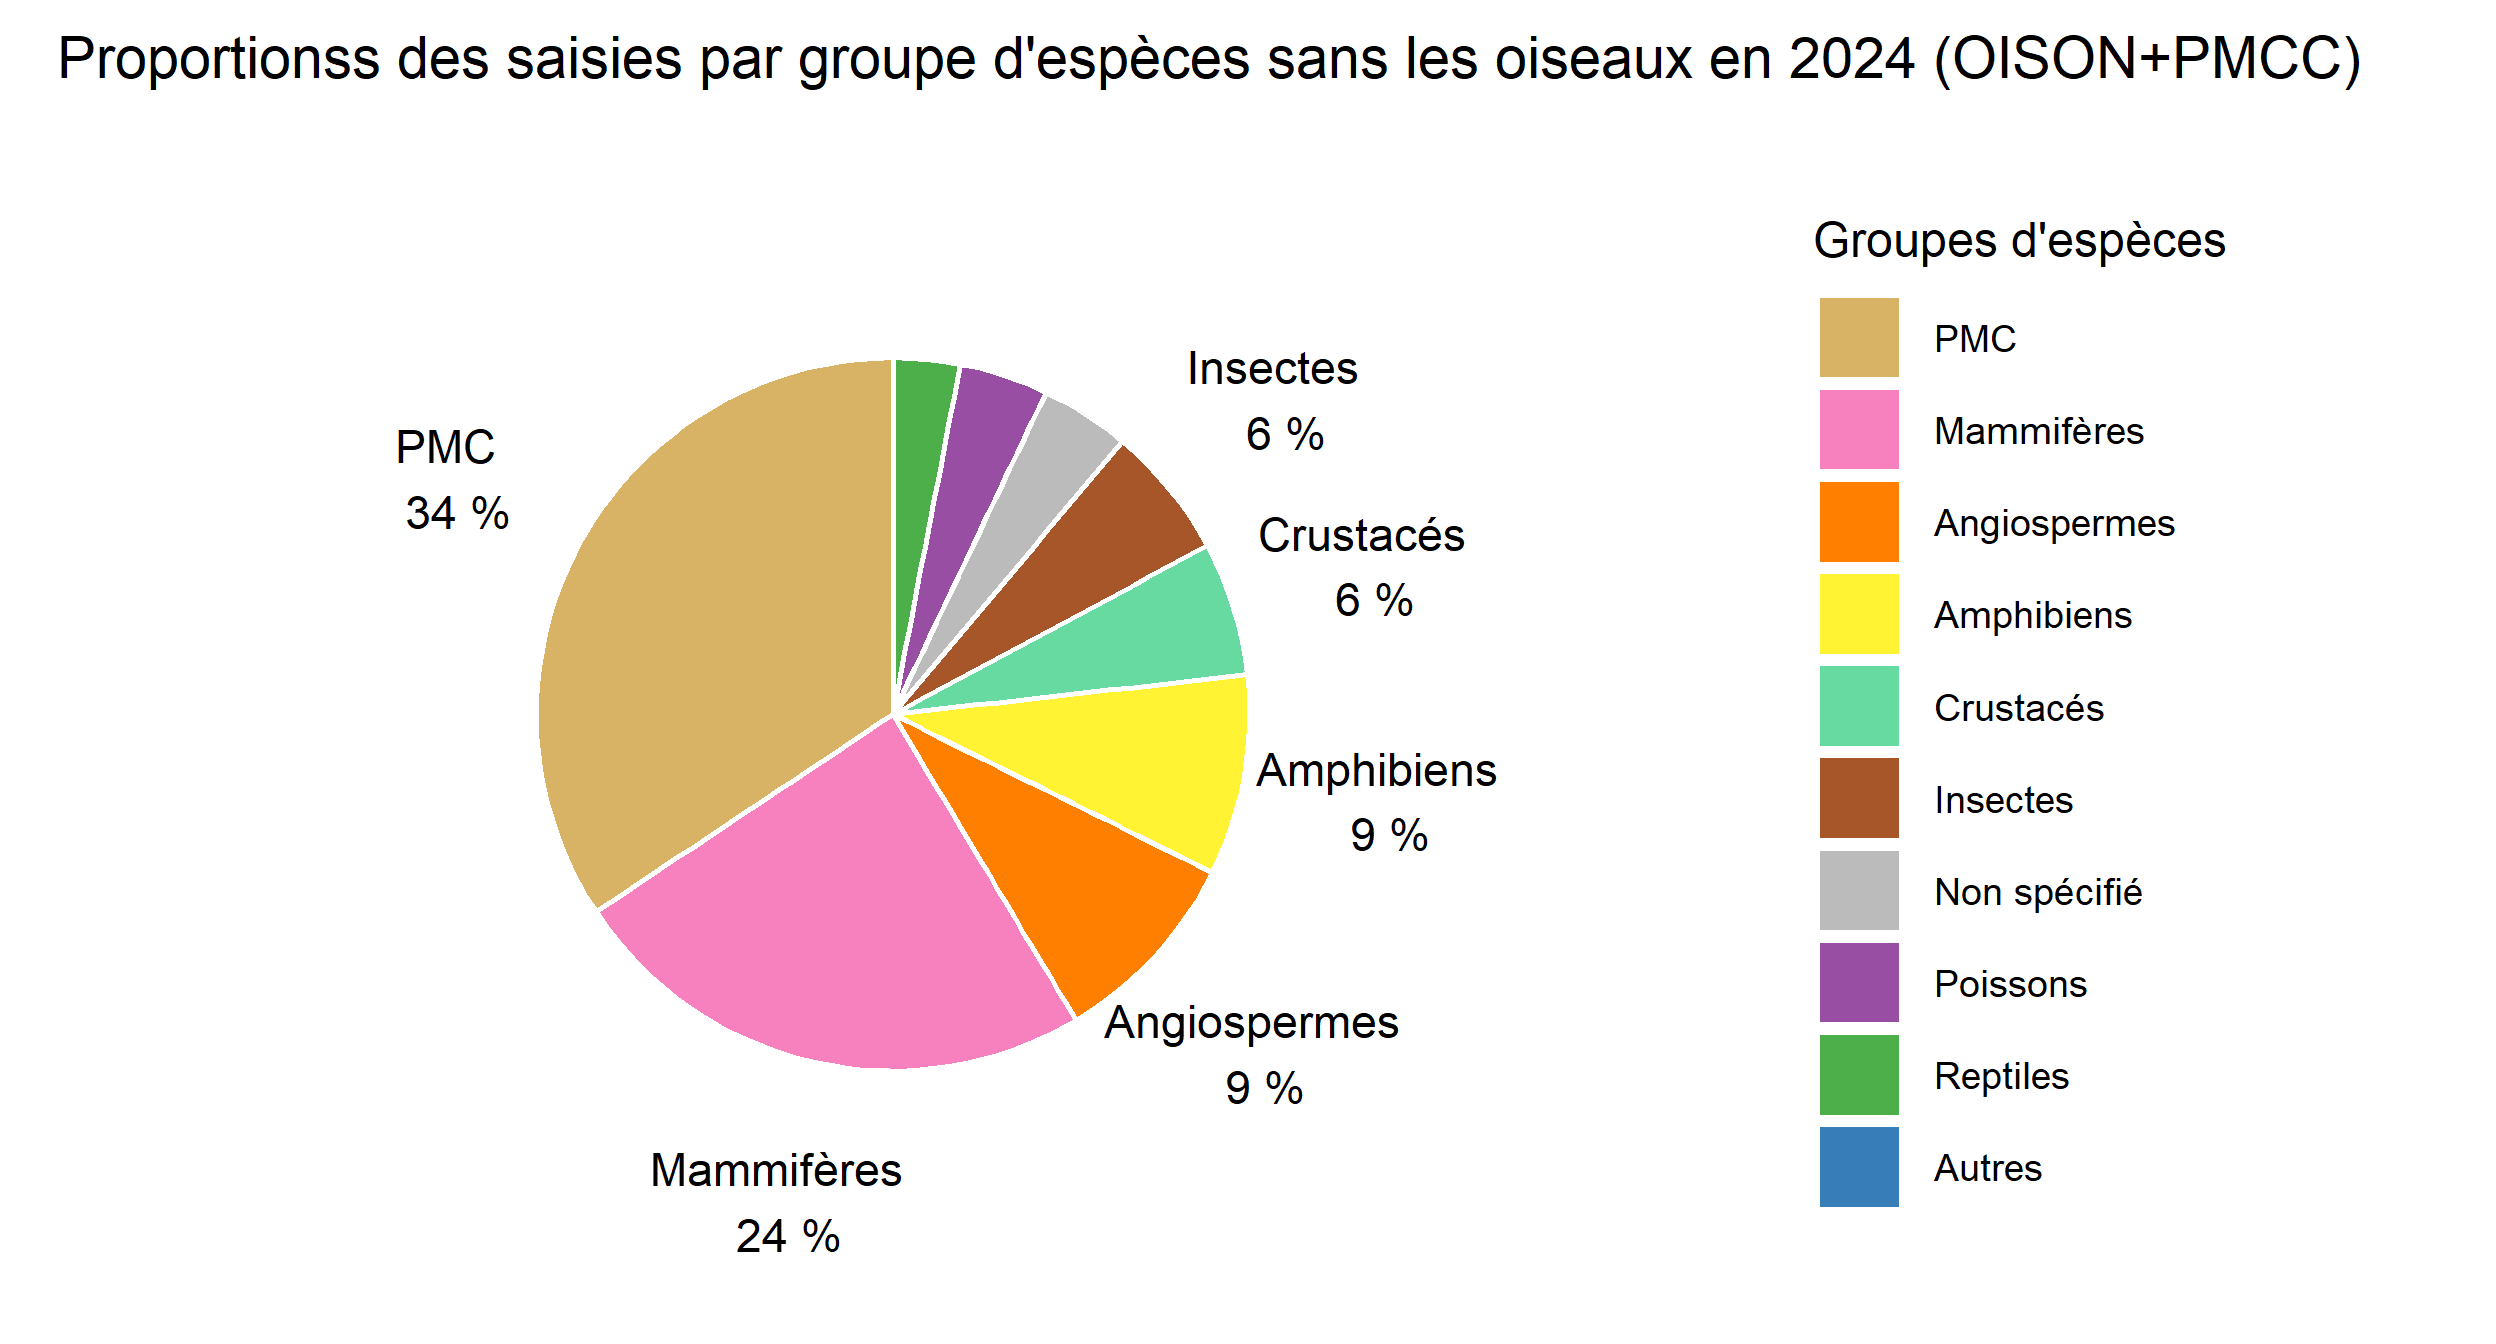 Proportionss des saisies par groupe d'espèces sans les oiseaux en 2024 (OISON+PMCC)
PMC
34 %
Insectes
6 %
Crustacés
6 %
Amphibiens
9 %
Angiospermes
9 %
Mammifères
24 %
Groupes d'espèces
PMC
Mammifères
Angiospermes
Amphibiens
Crustacés
Insectes
Non spécifié
Poissons
Reptiles
Autres